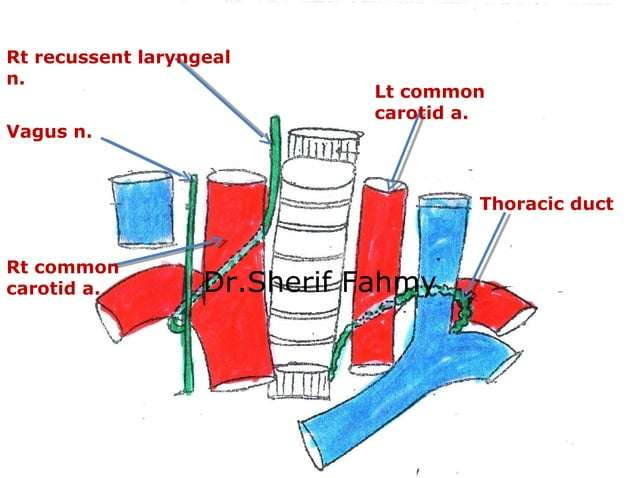 Rt recussent laryngeal
n.
Lt common
carotid a.
Vagus n.
Thoracic duct
Rt common
carotid a.
Dr.Sherif Fahmy